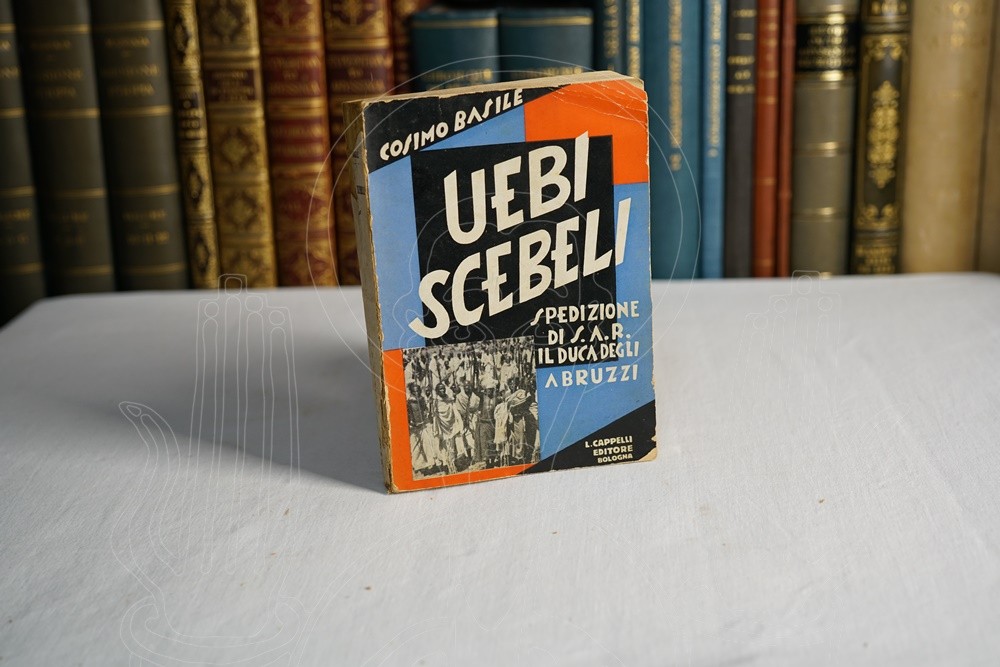 COSIMO BASILE
UEBI
SCEBELI
SPEDIZIONE
DI S.A.R.
IL DUCA DEGLI
ABRUZZI
L. CAPPELLI
EDITORE
BOLOGNA